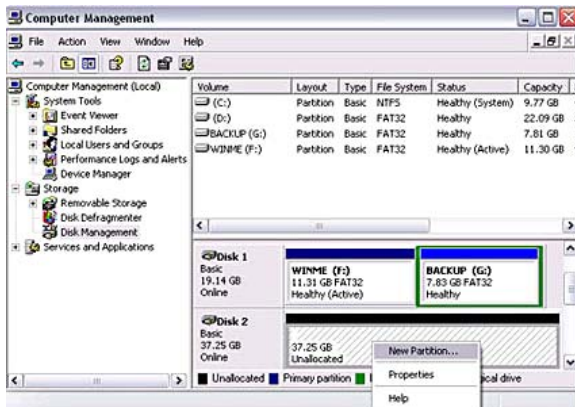 Computer Management
File Action View Window Help
Computer Management (Local)
System Tools
Event Viewer
Shared Folders
Local Users and Groups
Performance Logs and Alerts
Device Manager
Storage
Removable Storage
Disk Defragmenter
Disk Management
Services and Applications
Volume Layout Type File System Status Capacity
(C:) Partition Basic NTFS Healthy (System) 9.77 GB
(D:) Partition Basic FAT32 Healthy 22.09 GB
BACKUP (G:) Partition Basic FAT32 Healthy 7.81 GB
WINME (F:) Partition Basic FAT32 Healthy (Active) 11.30 GB
Disk 1
Basic
19.14 GB
Online
WINME (F:)
11.31 GB FAT32
Healthy (Active)
BACKUP (G:)
7.83 GB FAT32
Healthy
Disk 2
Basic
37.25 GB
Online
37.25 GB
Unallocated
New Partition...
Properties
Help
Unallocated Primary partition ical drive